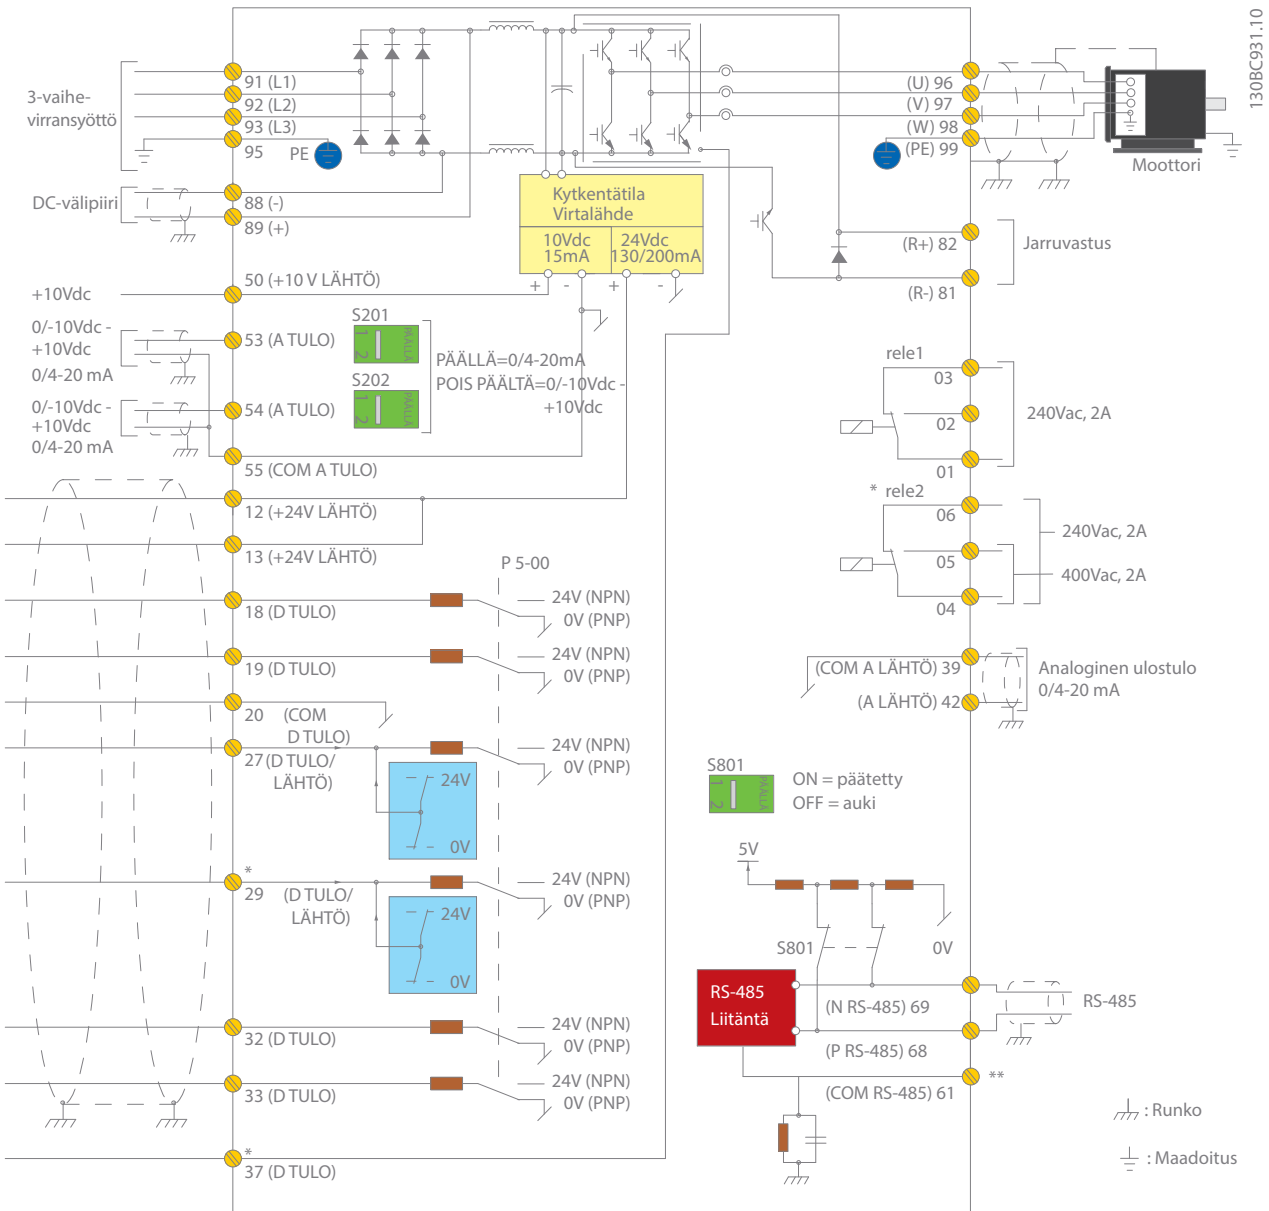 130BC931.10
3-vaihe-
virransyöttö
91 (L1)
92 (L2)
93 (L3)
95
PE
DC-välipiiri
88 (-)
89 (+)
Kytkentätila
Virtalähde
10Vdc
15mA
24Vdc
130/200mA
+ - + -
(U) 96
(V) 97
(W) 98
(PE) 99
Moottori
(R+) 82
Jarruvastus
(R-) 81
+10Vdc
50 (+10 V LÄHTÖ)
0/-10Vdc -
+10Vdc
0/4-20 mA
53 (A TULO)
S201
1 2
PÄÄLLÄ
S202
1 2
PÄÄLLÄ
PÄÄLLÄ=0/4-20mA
POIS PÄÄLTÄ=0/-10Vdc -
+10Vdc
0/-10Vdc -
+10Vdc
0/4-20 mA
54 (A TULO)
55 (COM A TULO)
12 (+24V LÄHTÖ)
13 (+24V LÄHTÖ)
rele1
03
02
01
240Vac, 2A
* rele2
06
05
04
240Vac, 2A
400Vac, 2A
P 5-00
18 (D TULO)
24V (NPN)
0V (PNP)
19 (D TULO)
24V (NPN)
0V (PNP)
20 (COM
D TULO)
27 (D TULO/
LÄHTÖ)
24V (NPN)
0V (PNP)
24V
0V
*
29 (D TULO/
LÄHTÖ)
24V (NPN)
0V (PNP)
24V
0V
32 (D TULO)
24V (NPN)
0V (PNP)
33 (D TULO)
24V (NPN)
0V (PNP)
*
37 (D TULO)
(COM A LÄHTÖ) 39
(A LÄHTÖ) 42
Analoginen ulostulo
0/4-20 mA
S801
1 2
PÄÄLLÄ
ON = päätetty
OFF = auki
5V
S801
0V
RS-485
Liitäntä
(N RS-485) 69
(P RS-485) 68
(COM RS-485) 61
RS-485
**
: Runko
: Maadoitus